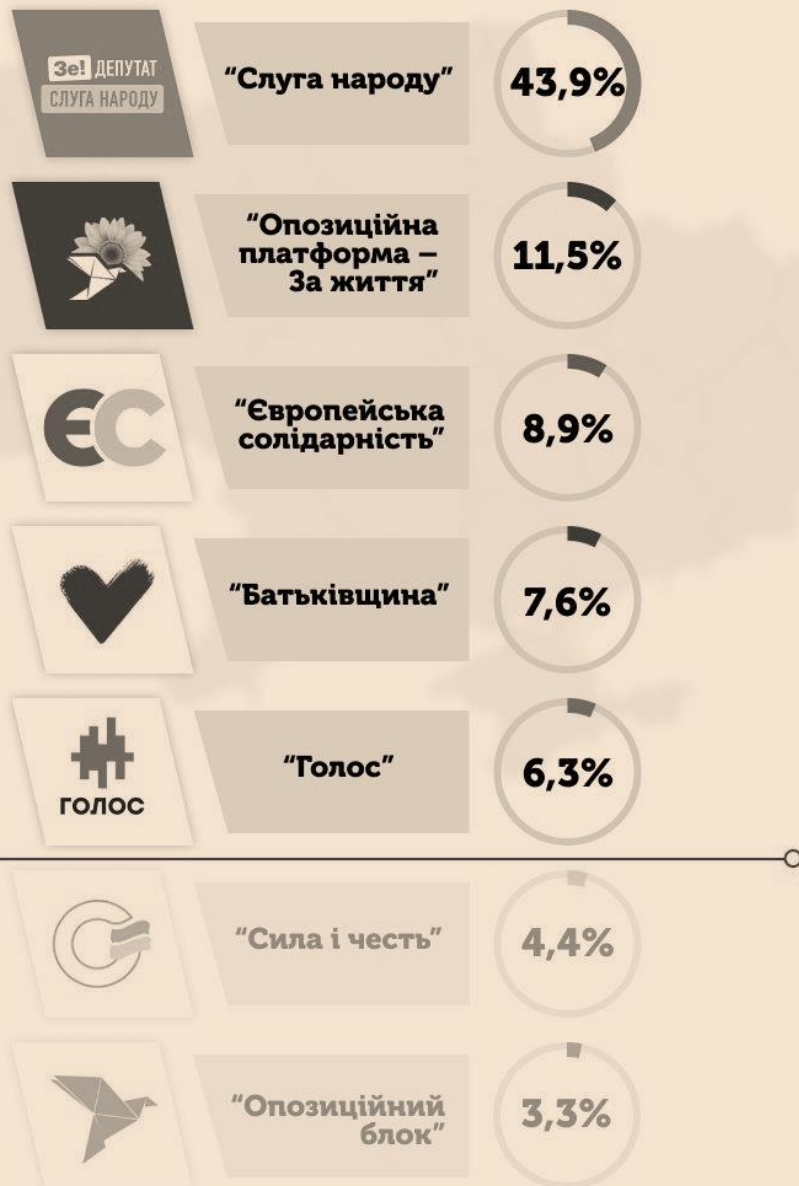 Зе! ДЕПУТАТ
СЛУГА НАРОДУ
“Слуга народу”
43,9%
“Опозиційна
платформа –
За життя”
11,5%
ЄС
“Європейська
солідарність”
8,9%
“Батьківщина”
7,6%
ГОЛОС
“Голос”
6,3%
“Сила і честь”
4,4%
“Опозиційний
блок”
3,3%